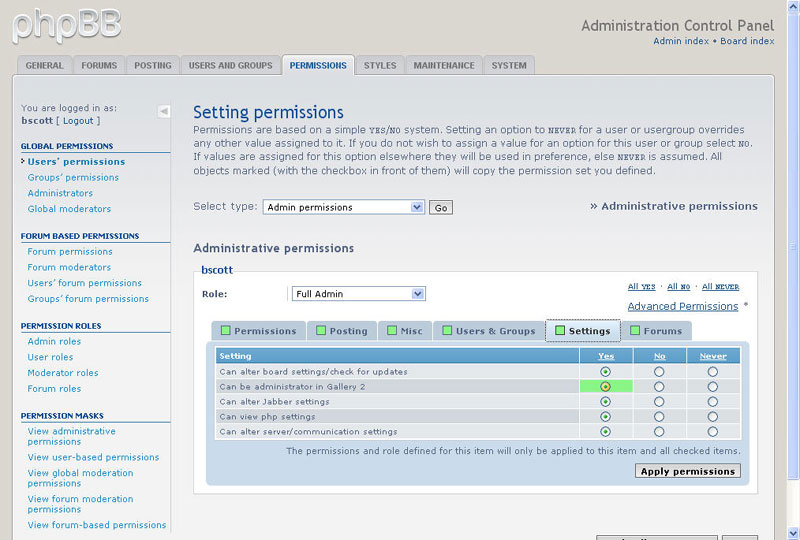 phpBB
Administration Control Panel
Admin index • Board index
GENERAL FORUMS POSTING USERS AND GROUPS PERMISSIONS STYLES MAINTENANCE SYSTEM
You are logged in as:
bscott [ Logout ]
GLOBAL PERMISSIONS
Users' permissions
Groups' permissions
Administrators
Global moderators
FORUM BASED PERMISSIONS
Forum permissions
Forum moderators
Users' forum permissions
Groups' forum permissions
PERMISSION ROLES
Admin roles
User roles
Moderator roles
Forum roles
PERMISSION MASKS
View administrative
permissions
View user-based permissions
View global moderation
permissions
View forum moderation
permissions
View forum-based permissions
Setting permissions
Permissions are based on a simple YES/NO system. Setting an option to NEVER for a user or usergroup overrides
any other value assigned to it. If you do not wish to assign a value for an option for this user or group select NO.
If values are assigned for this option elsewhere they will be used in preference, else NEVER is assumed. All
objects marked (with the checkbox in front of them) will copy the permission set you defined.
Select type: Admin permissions Go » Administrative permissions
Administrative permissions
bscott
Role: Full Admin
All YES · All NO · All NEVER
Advanced Permissions *
Permissions Posting Misc Users & Groups Settings Forums
Setting Yes No Never
Can alter board settings/check for updates
Can be administrator in Gallery 2
Can alter Jabber settings
Can view php settings
Can alter server/communication settings
The permissions and role defined for this item will only be applied to this item and all checked items.
Apply permissions